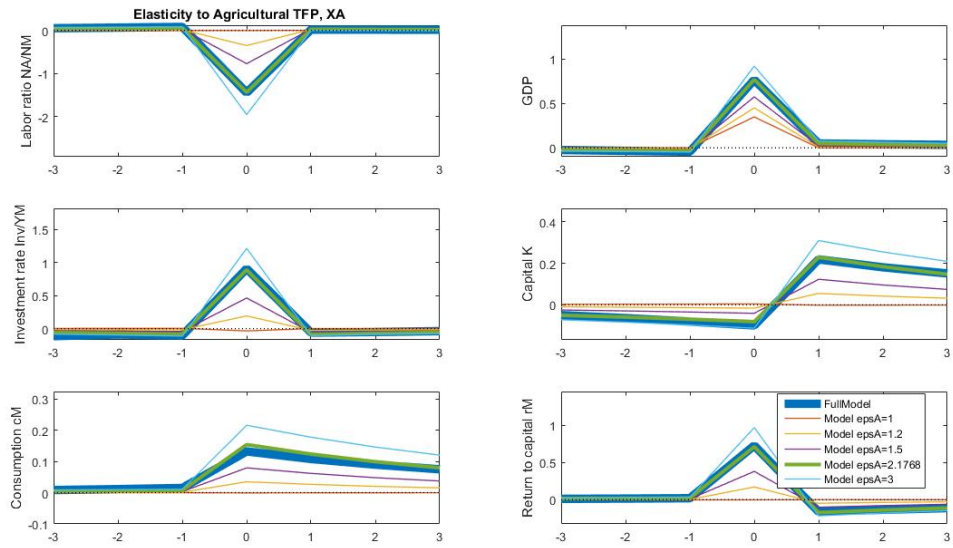 Elasticity to Agricultural TFP, XA
Labor ratio NA/NM
0
-1
-2
-3 -2 -1 0 1 2 3
GDP
1
0.5
0
-3 -2 -1 0 1 2 3
Investment rate Inv/YM
1.5
1
0.5
0
-3 -2 -1 0 1 2 3
Capital K
0.4
0.2
0
-3 -2 -1 0 1 2 3
Consumption cM
0.3
0.2
0.1
0
-0.1
-3 -2 -1 0 1 2 3
Return to capital rM
1
0.5
0
-3 -2 -1 0 1 2 3
FullModel
Model epsA=1
Model epsA=1.2
Model epsA=1.5
Model epsA=2.1768
Model epsA=3